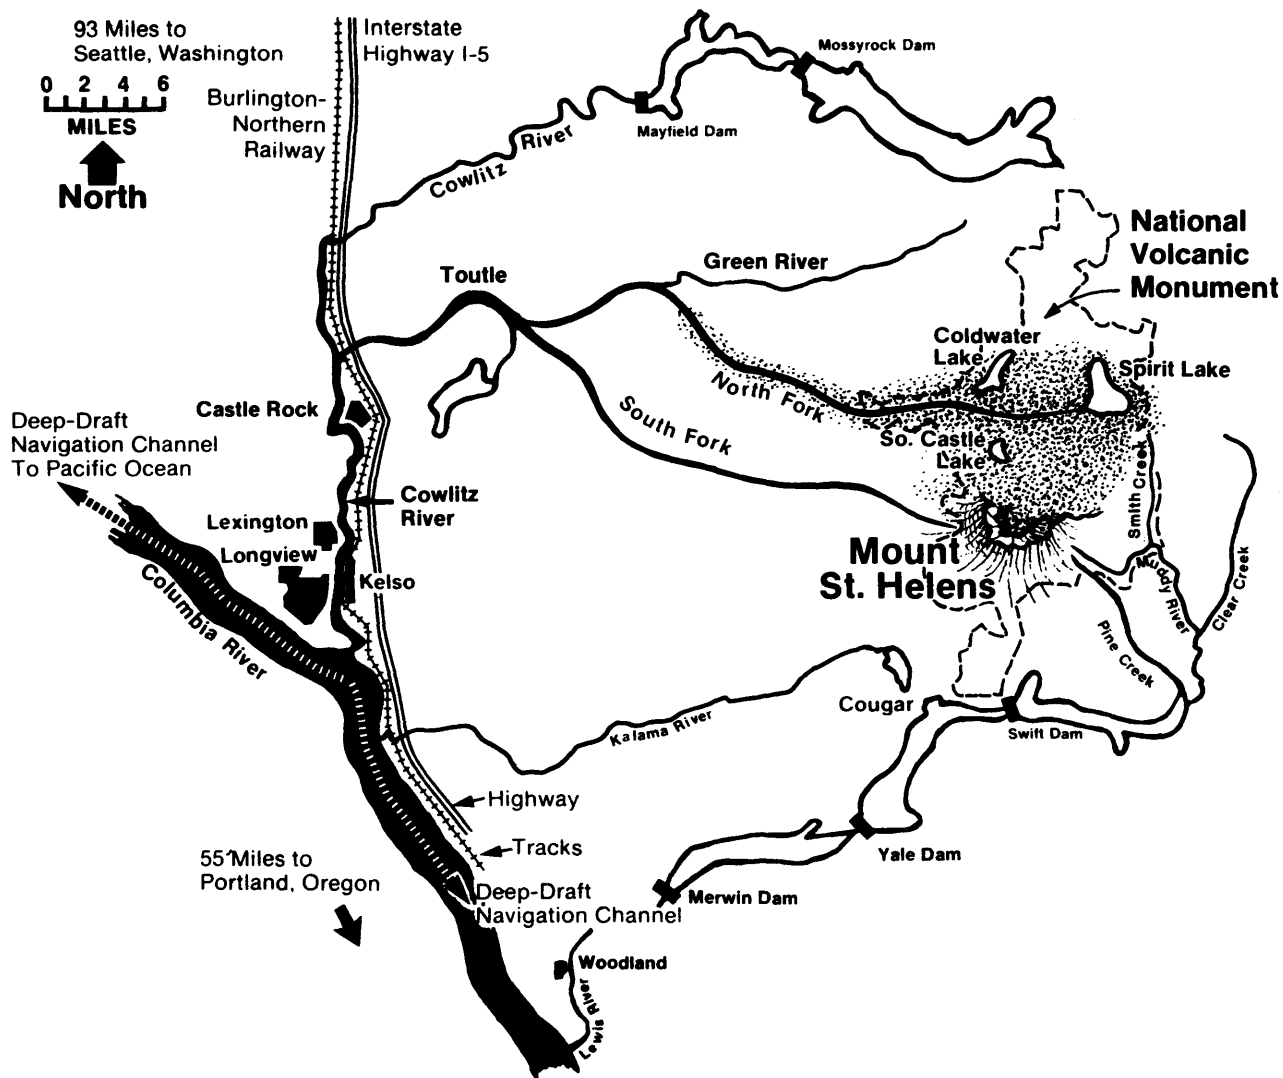 93 Miles to
Seattle, Washington
0 2 4 6
MILES
North
Interstate
Highway I-5
Burlington-
Northern
Railway
Mossyrock Dam
Mayfield Dam
Cowlitz River
National
Volcanic
Monument
Green River
Toutle
Coldwater
Lake
Spirit Lake
North Fork
South Fork
So. Castle
Lake
Castle Rock
Deep-Draft
Navigation Channel
To Pacific Ocean
Cowlitz
River
Lexington
Longview
Kelso
Columbia River
Mount
St. Helens
Smith Creek
Muddy River
Clear Creek
Pine Creek
Cougar
Kalama River
Swift Dam
Highway
Tracks
55 Miles to
Portland, Oregon
Yale Dam
Merwin Dam
Deep-Draft
Navigation Channel
Woodland
Lewis River